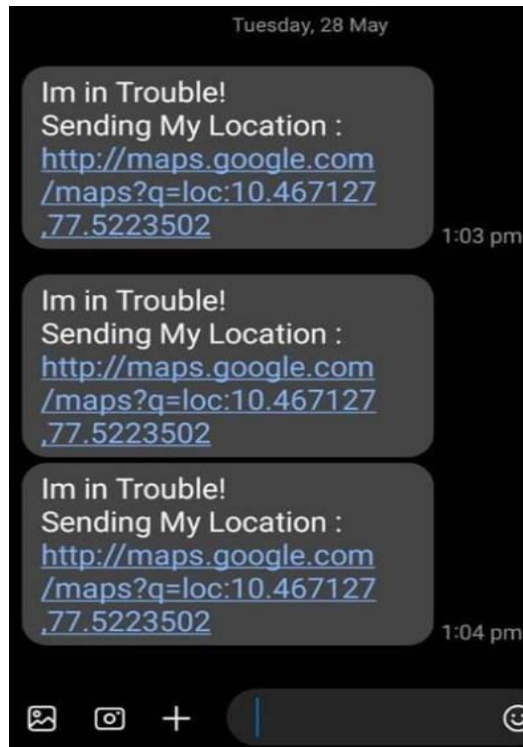 Tuesday, 28 May
Im in Trouble!
Sending My Location :
http://maps.google.com
/maps?q=loc:10.467127
,77.5223502
1:03 pm
Im in Trouble!
Sending My Location :
http://maps.google.com
/maps?q=loc:10.467127
,77.5223502
Im in Trouble!
Sending My Location :
http://maps.google.com
/maps?q=loc:10.467127
,77.5223502
1:04 pm